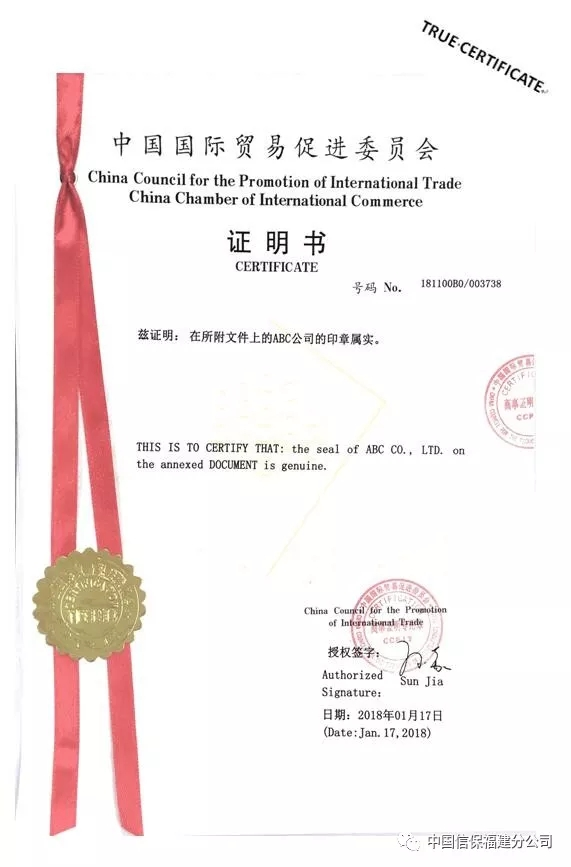 TRUE CERTIFICATE
中国国际贸易促进委员会
China Council for the Promotion of International Trade
China Chamber of International Commerce
证明书
CERTIFICATE
号码 No. 181100B0/003738
兹证明：在所附文件上的ABC公司的印章属实。
THIS IS TO CERTIFY THAT: the seal of ABC CO., LTD. on
the annexed DOCUMENT is genuine.
China Council for the Promotion
of International Trade
授权签字：
Authorized
Signature:
Sun Jia
日期：2018年01月17日
(Date:Jan.17,2018)
中国信保福建分公司